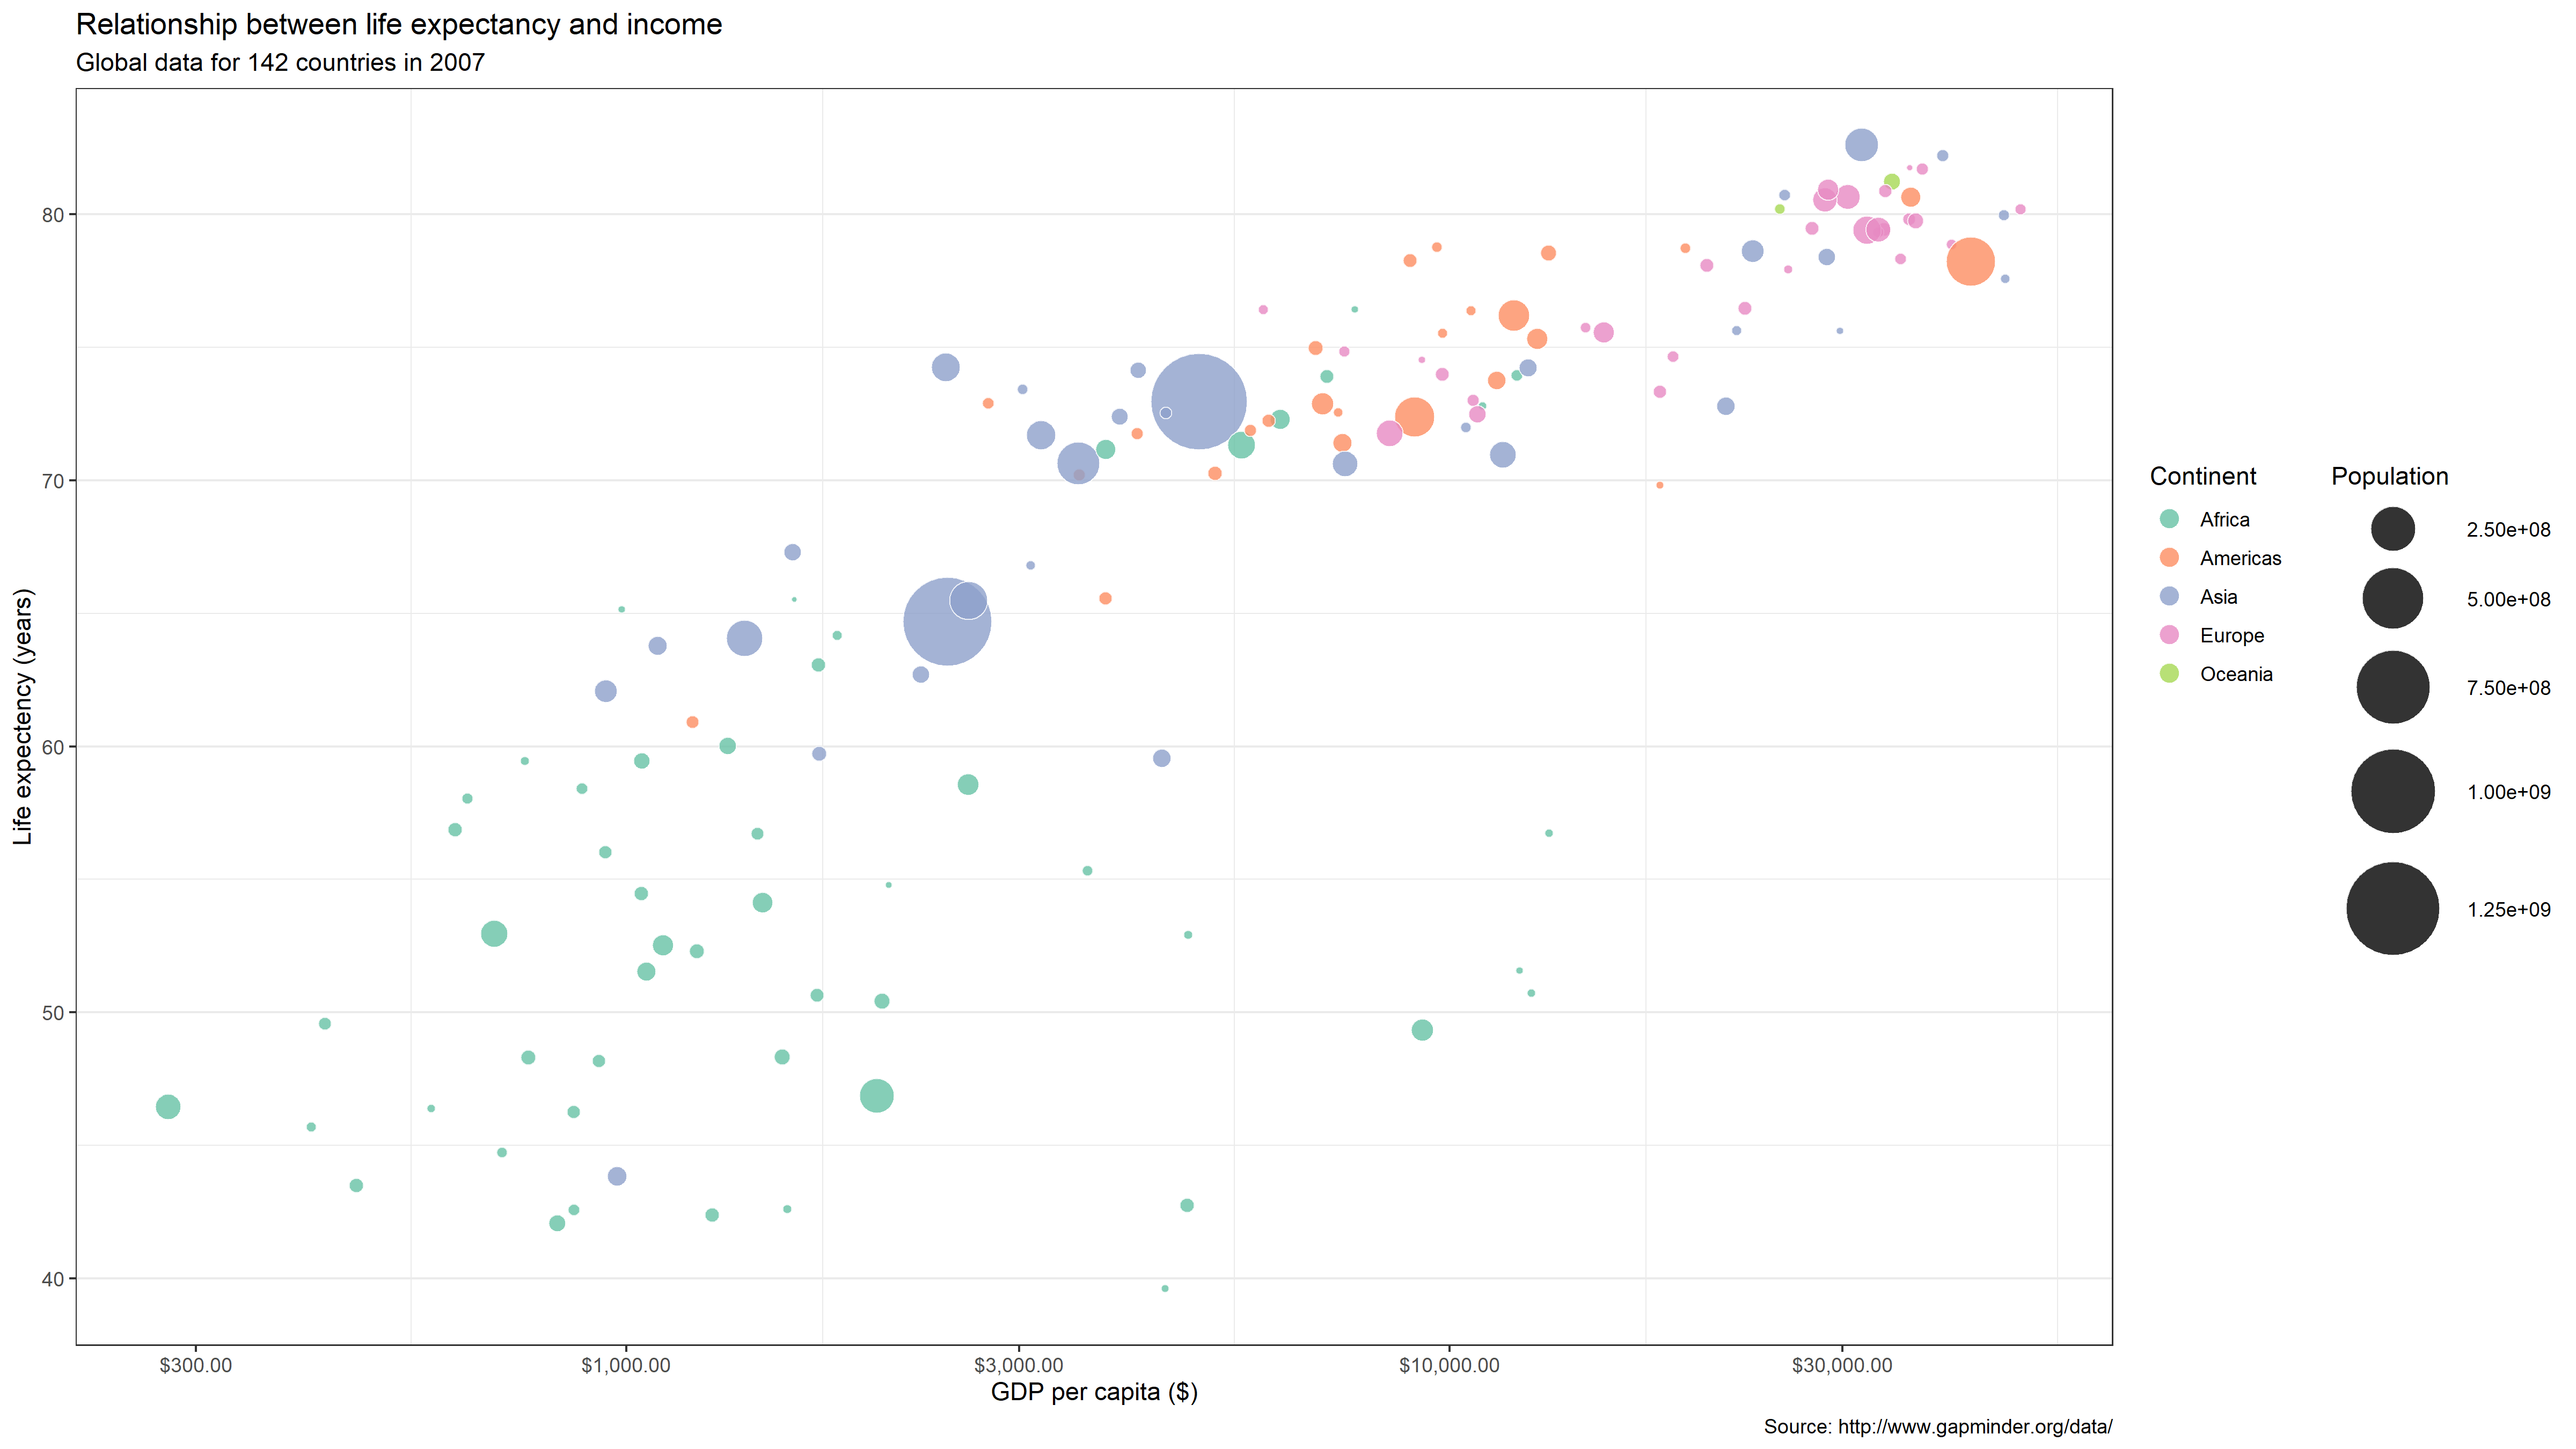 Relationship between life expectancy and income
Global data for 142 countries in 2007
Life expectency (years)
80
70
60
50
40
$300.00
$1,000.00
$3,000.00
$10,000.00
$30,000.00
GDP per capita ($)
Continent
Africa
Americas
Asia
Europe
Oceania
Population
2.50e+08
5.00e+08
7.50e+08
1.00e+09
1.25e+09
Source: http://www.gapminder.org/data/